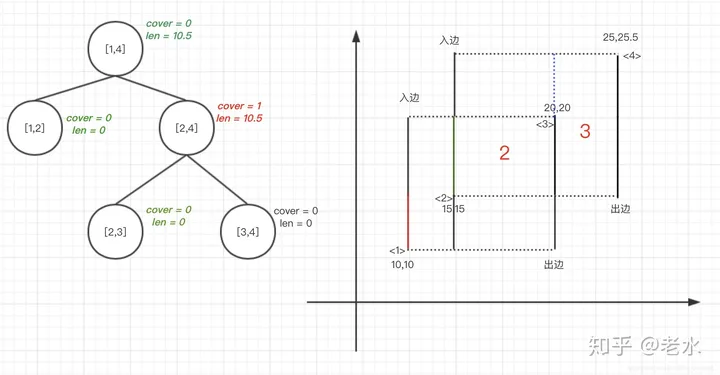 cover = 0
len = 10.5
[1,4]
[1,2]
cover = 0
len = 0
[2,4]
cover = 1
len = 10.5
[2,3]
cover = 0
len = 0
[3,4]
cover = 0
len = 0
入边
25,25.5
<4>
入边
20,20
<3>
2
3
<2>
15,15
出边
<1>
10,10
出边
知乎 @老水